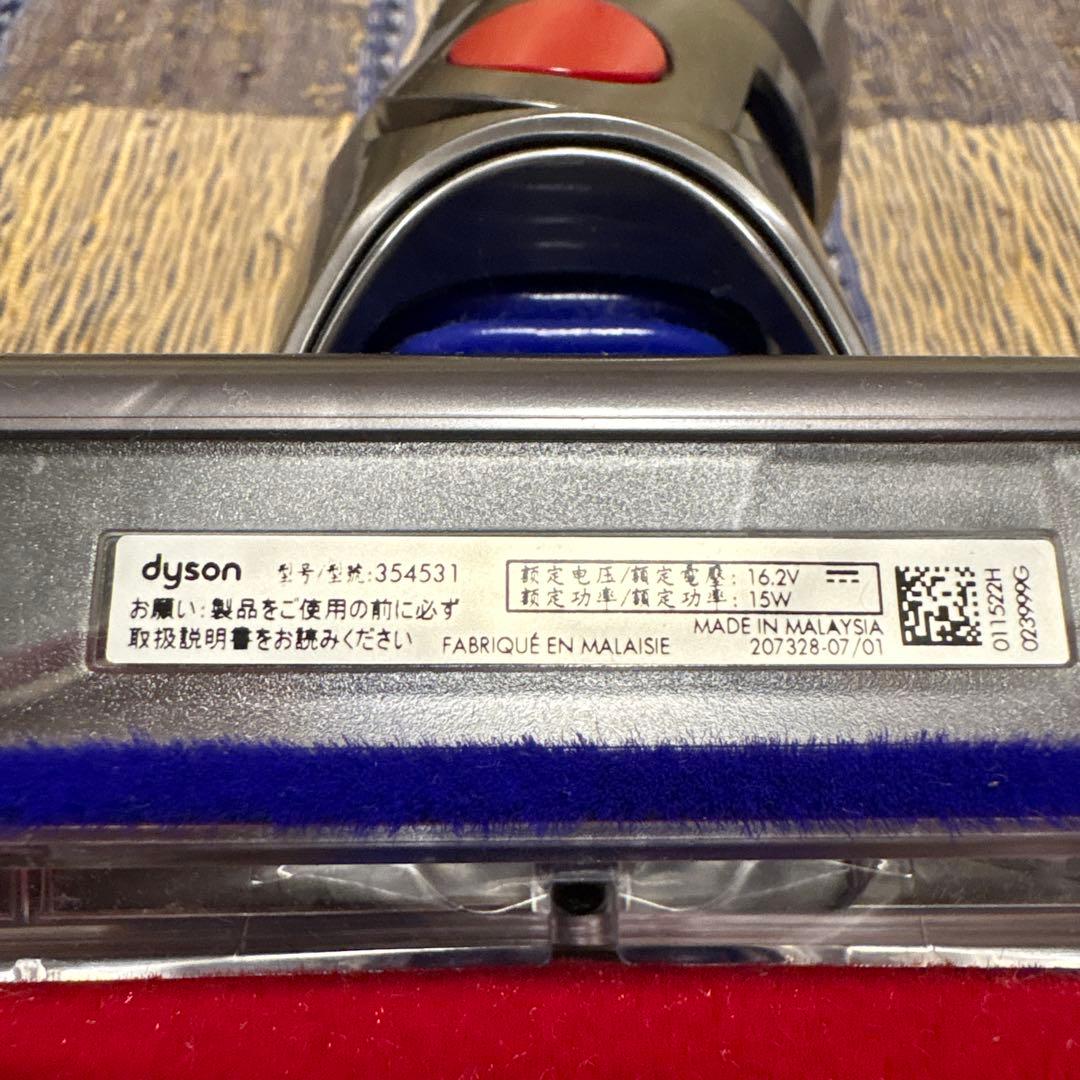 dyson 型号/型號:354531
お願い:製品をご使用の前に必ず
取扱説明書をお読みください
FABRIQUÉ EN MALAISIE
额定电压/額定電壓: 16.2V
额定功率/額定功率: 15W
MADE IN MALAYSIA
207328-07/01
011522H
023999G